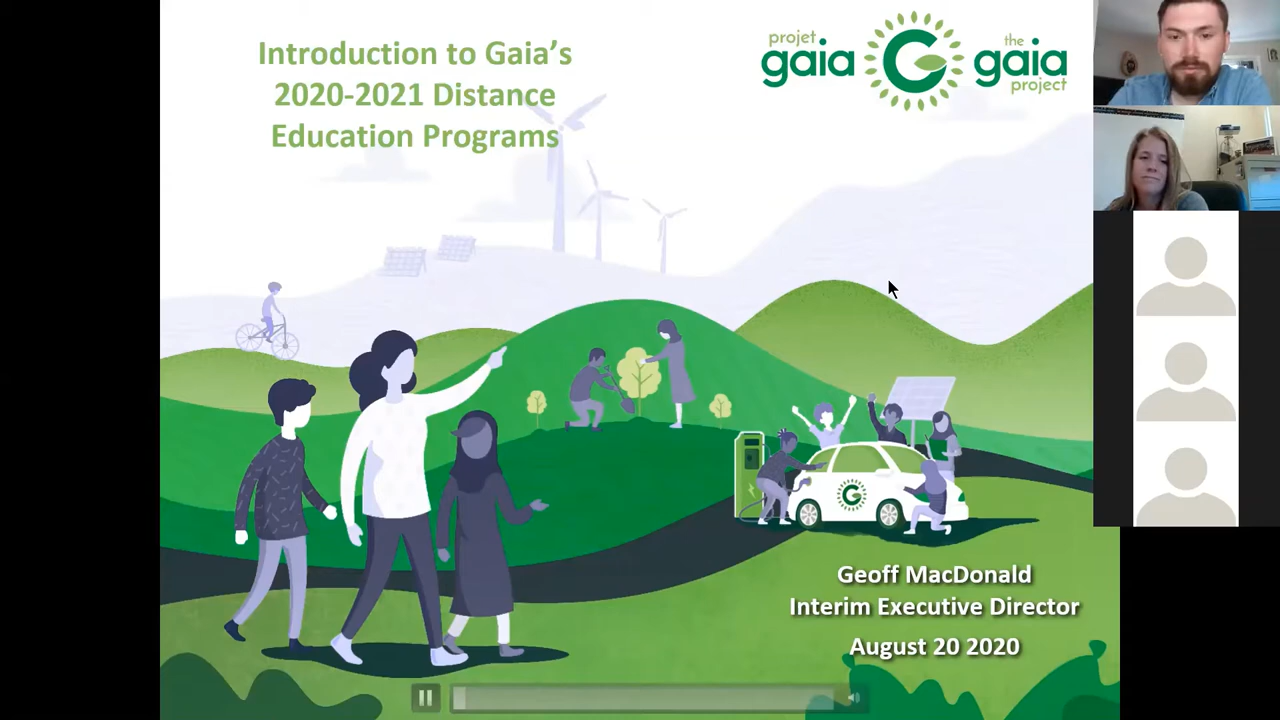 Introduction to Gaia's
2020-2021 Distance
Education Programs
projet
gaia
the
gaia
project
Geoff MacDonald
Interim Executive Director
August 20 2020